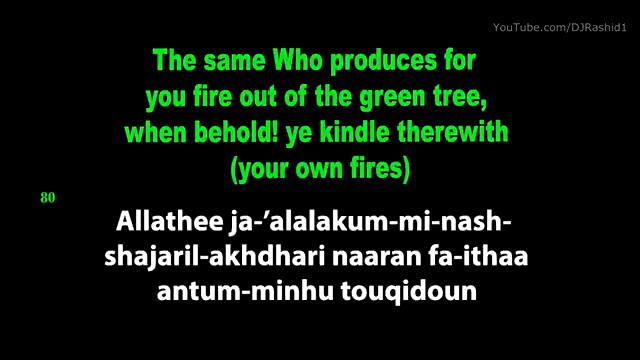 YouTube.com/DJRashid1
The same Who produces for
you fire out of the green tree,
when behold! ye kindle therewith
(your own fires)
80
Allathee ja-’alalakum-mi-nash-
shajaril-akhdhari naaran fa-ithaa
antum-minhu touqidoun